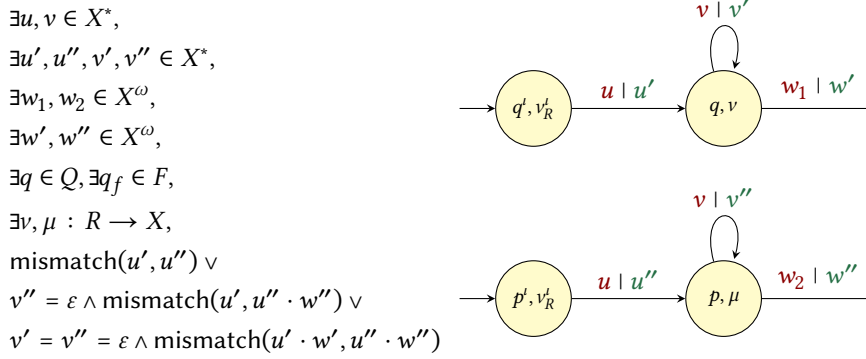 ∃u, v ∈ X*,
∃u′, u″, v′, v″ ∈ X*,
∃w₁, w₂ ∈ X^ω,
∃w′, w″ ∈ X^ω,
∃q ∈ Q, ∃q_f ∈ F,
∃ν, μ : R → X,
mismatch(u′, u″) ∨
v″ = ε ∧ mismatch(u′, u″ · w″) ∨
v′ = v″ = ε ∧ mismatch(u′ · w′, u″ · w″)
v | v′
q^ι, ν_R^ι
u | u′
q, ν
w₁ | w′
v | v″
p^ι, ν_R^ι
u | u″
p, μ
w₂ | w″